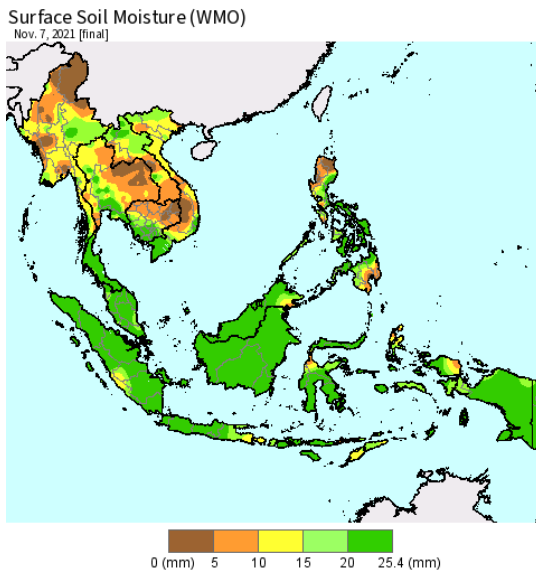 Surface Soil Moisture (WMO)
Nov. 7, 2021 [final]
0 (mm) 5 10 15 20 25.4 (mm)